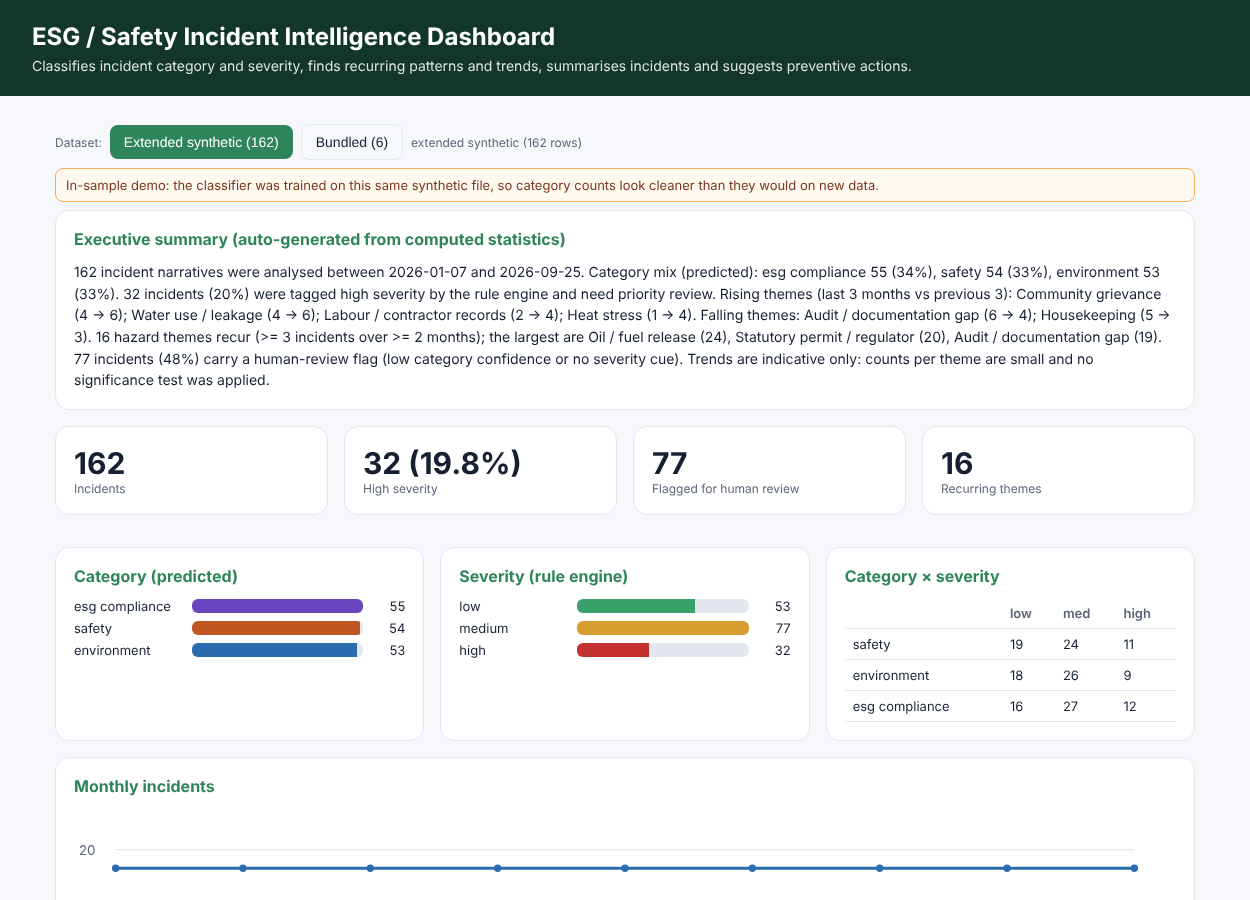 ESG / Safety Incident Intelligence Dashboard
Classifies incident category and severity, finds recurring patterns and trends, summarises incidents and suggests preventive actions.
Dataset: Extended synthetic (162) Bundled (6) extended synthetic (162 rows)
In-sample demo: the classifier was trained on this same synthetic file, so category counts look cleaner than they would on new data.
Executive summary (auto-generated from computed statistics)
162 incident narratives were analysed between 2026-01-07 and 2026-09-25. Category mix (predicted): esg compliance 55 (34%), safety 54 (33%), environment 53
(33%). 32 incidents (20%) were tagged high severity by the rule engine and need priority review. Rising themes (last 3 months vs previous 3): Community grievance
(4 → 6); Water use / leakage (4 → 6); Labour / contractor records (2 → 4); Heat stress (1 → 4). Falling themes: Audit / documentation gap (6 → 4); Housekeeping (5 →
3). 16 hazard themes recur (>= 3 incidents over >= 2 months); the largest are Oil / fuel release (24), Statutory permit / regulator (20), Audit / documentation gap (19).
77 incidents (48%) carry a human-review flag (low category confidence or no severity cue). Trends are indicative only: counts per theme are small and no
significance test was applied.
162
Incidents
32 (19.8%)
High severity
77
Flagged for human review
16
Recurring themes
Category (predicted)
esg compliance 55
safety 54
environment 53
Severity (rule engine)
low 53
medium 77
high 32
Category × severity
low med high
safety 19 24 11
environment 18 26 9
esg compliance 16 27 12
Monthly incidents
20